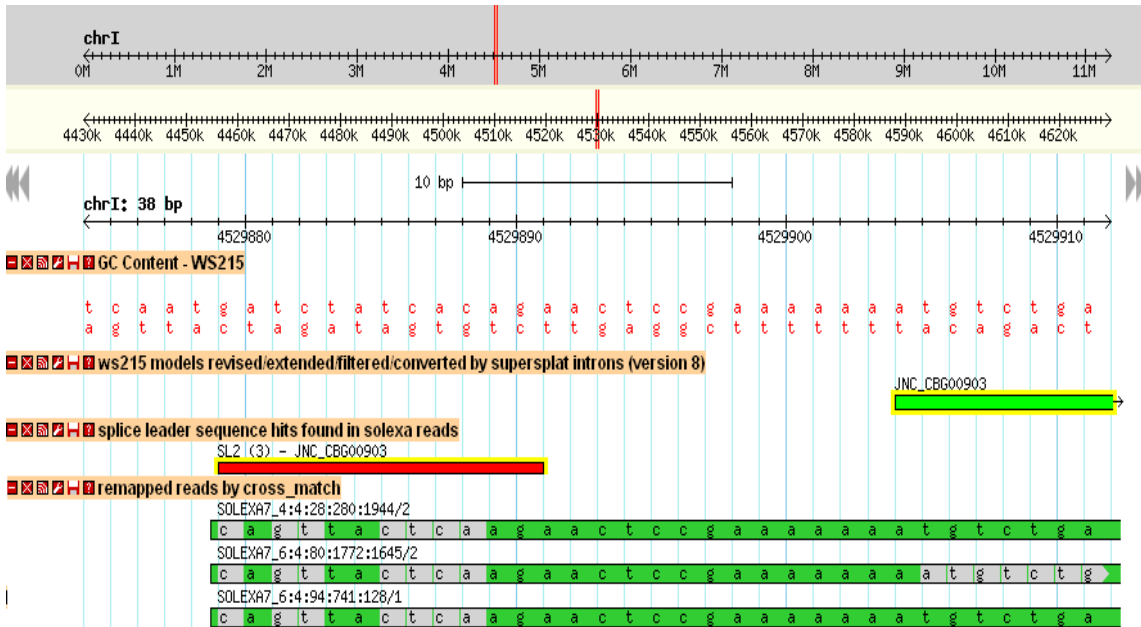 chrI
0M 1M 2M 3M 4M 5M 6M 7M 8M 9M 10M 11M
4430k 4440k 4450k 4460k 4470k 4480k 4490k 4500k 4510k 4520k 4530k 4540k 4550k 4560k 4570k 4580k 4590k 4600k 4610k 4620k
10 bp
chrI: 38 bp
4529880 4529890 4529900 4529910
GC Content - WS215
t c a a t g a t c t a t c a c a g a a c t c c g a a a a a a a t g t c t g a
a g t t a c t a g a t a g t g t c t t g a g g c t t t t t t t a c a g a c t
ws215 models revised/extended/filtered/converted by supersplat introns (version 8)
JNC_CBG00903
splice leader sequence hits found in solexa reads
SL2 (3) - JNC_CBG00903
remapped reads by cross_match
SOLEXA7_4:4:28:280:1944/2
c a g t t a c t c a a g a a c t c c g a a a a a a a t g t c t g a
SOLEXA7_6:4:80:1772:1645/2
c a g t t a c t c a a g a a c t c c g a a a a a a a a t g t c t g
SOLEXA7_6:4:94:741:128/1
c a g t t a c t c a a g a a c t c c g a a a a a a a t g t c t g a